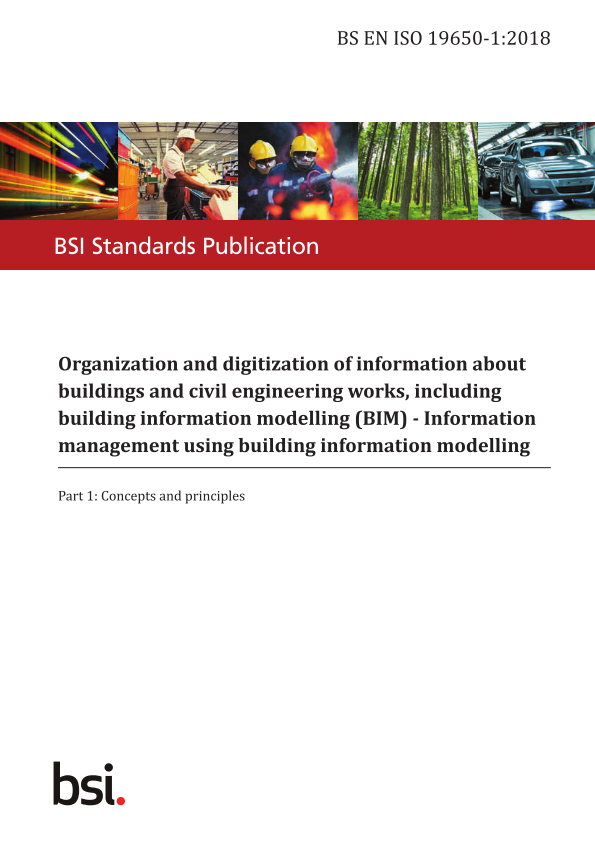 BS EN ISO 19650-1:2018
BSI Standards Publication
Organization and digitization of information about
buildings and civil engineering works, including
building information modelling (BIM) - Information
management using building information modelling
Part 1: Concepts and principles
bsi.